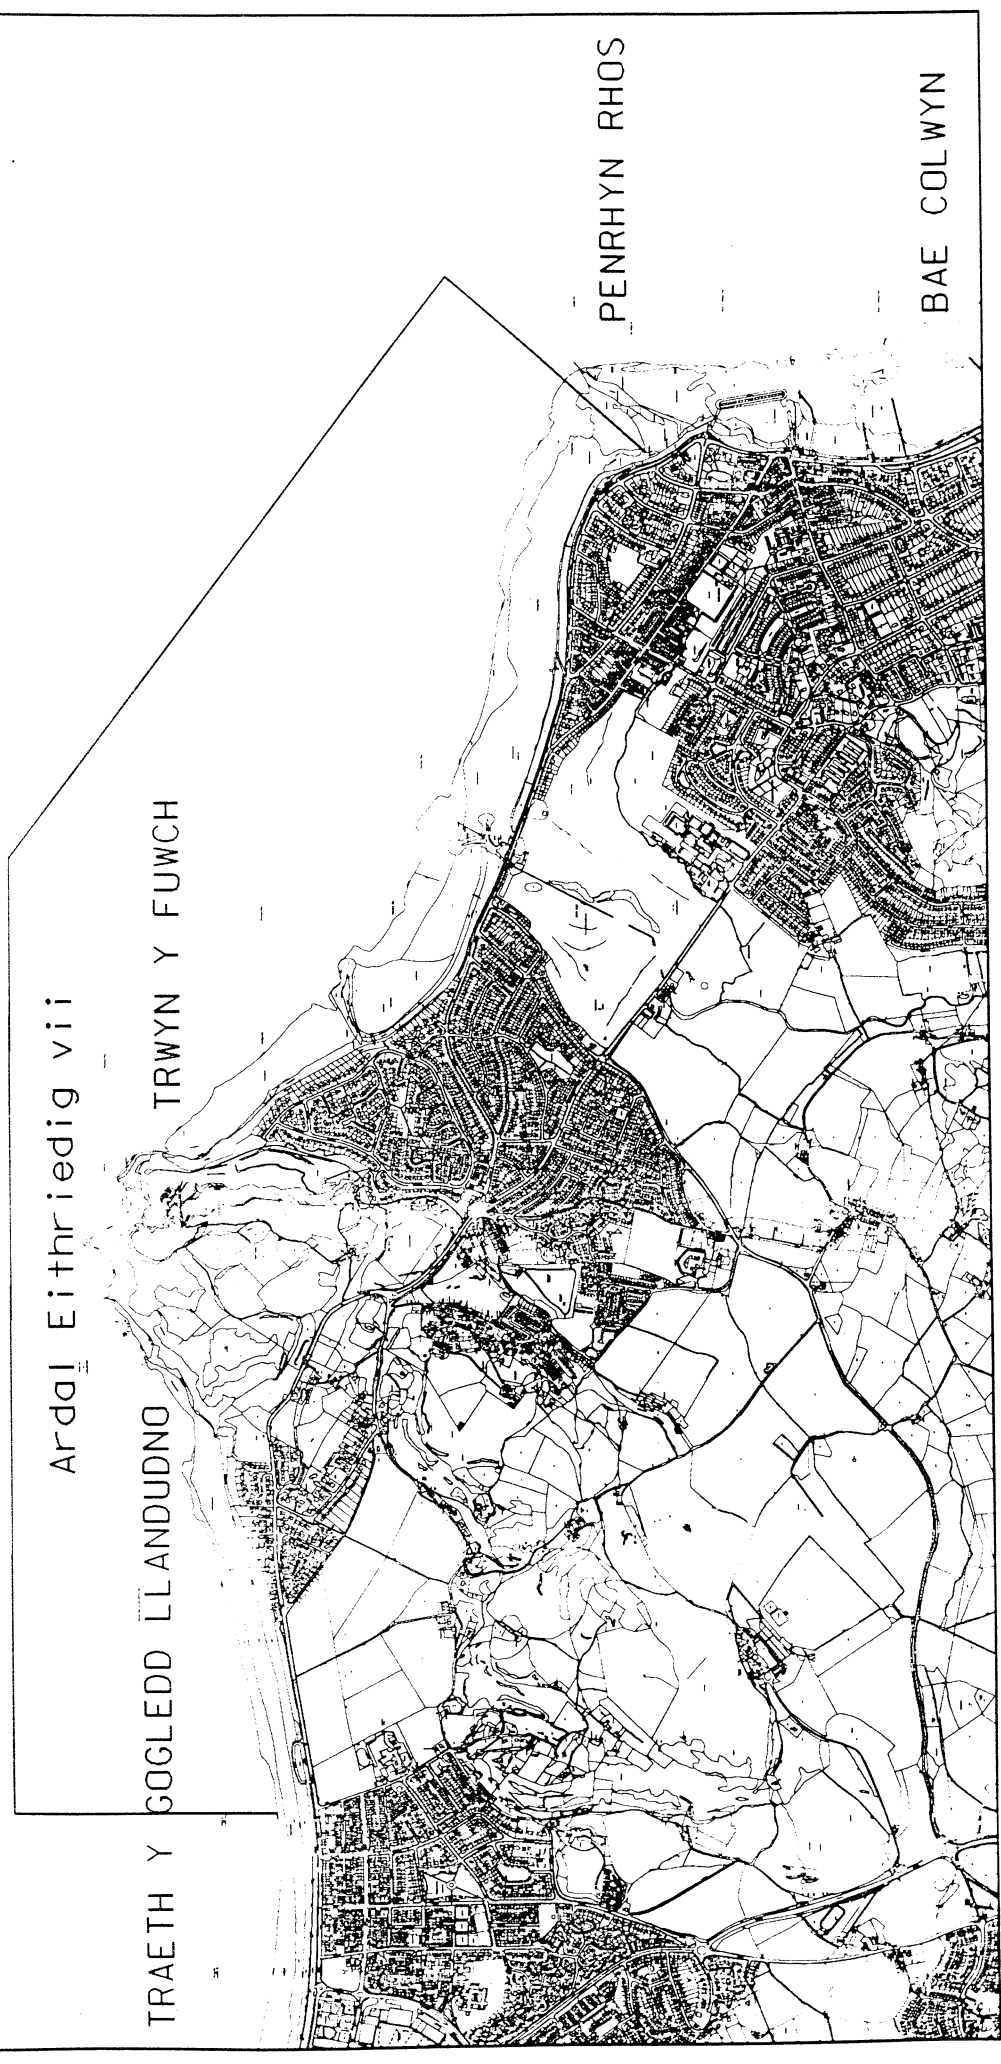 Ardal Eithriedig vii
TRAETH Y GOGLEDD LLANDUDNO
TRWYN Y FUWCH
PENRHYN RHOS
BAE COLWYN